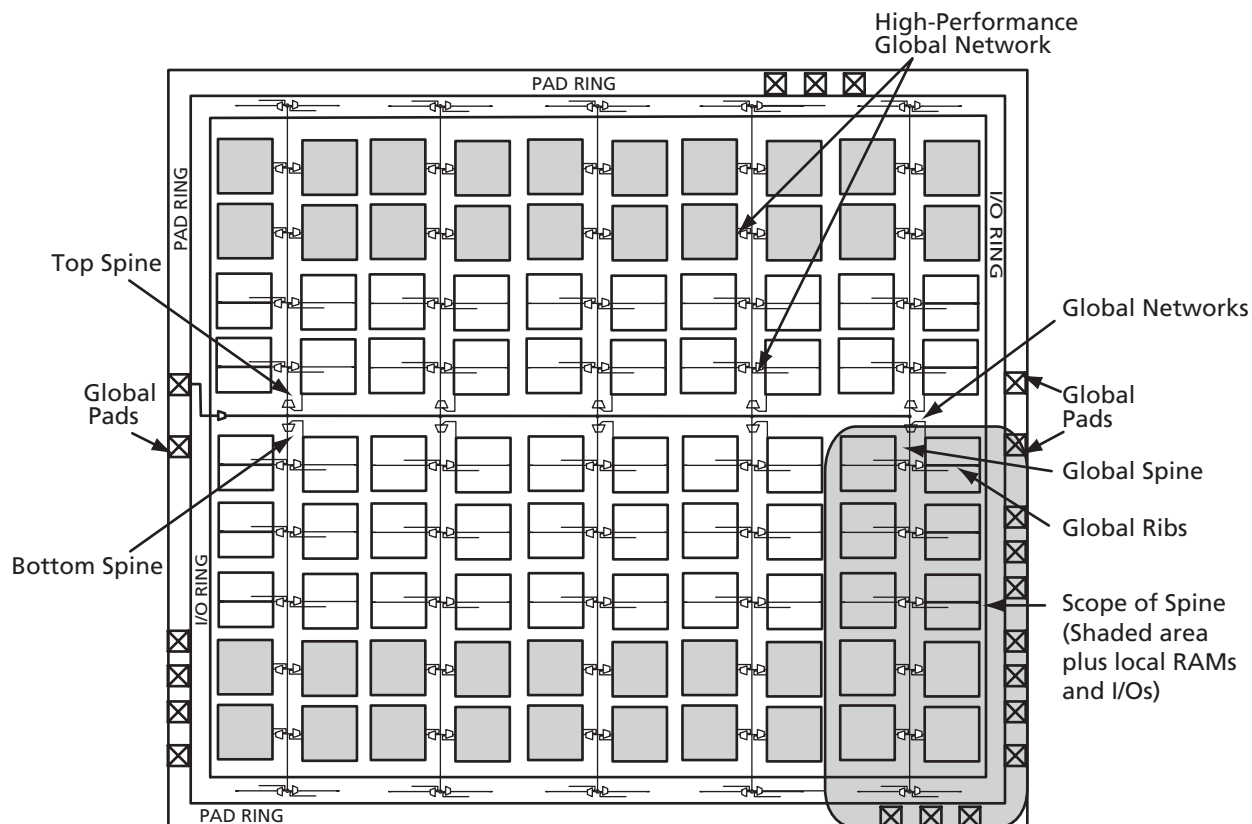 High-Performance
Global Network
PAD RING
PAD RING
I/O RING
Top Spine
Global Networks
Global
Pads
Global
Pads
Global Spine
Global Ribs
Bottom Spine
I/O RING
Scope of Spine
(Shaded area
plus local RAMs
and I/Os)
PAD RING